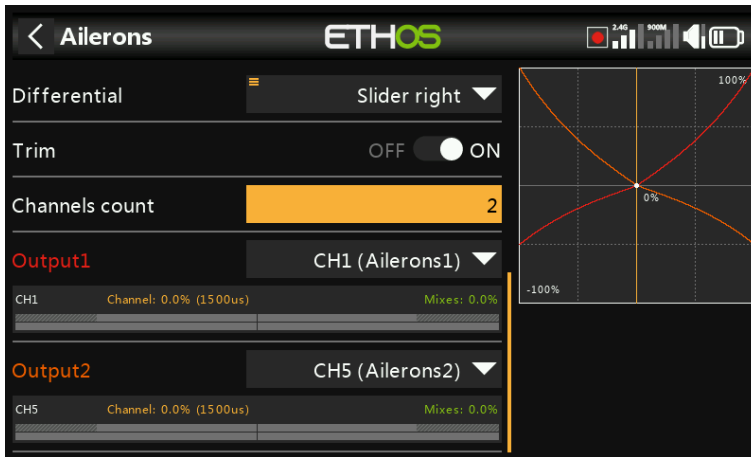 Ailerons ETHOS 2.4G 900M
Differential Slider right
Trim OFF ON
Channels count 2
Output1 CH1 (Ailerons1)
CH1 Channel: 0.0% (1500us) Mixes: 0.0%
Output2 CH5 (Ailerons2)
CH5 Channel: 0.0% (1500us) Mixes: 0.0%
100%
0%
-100%